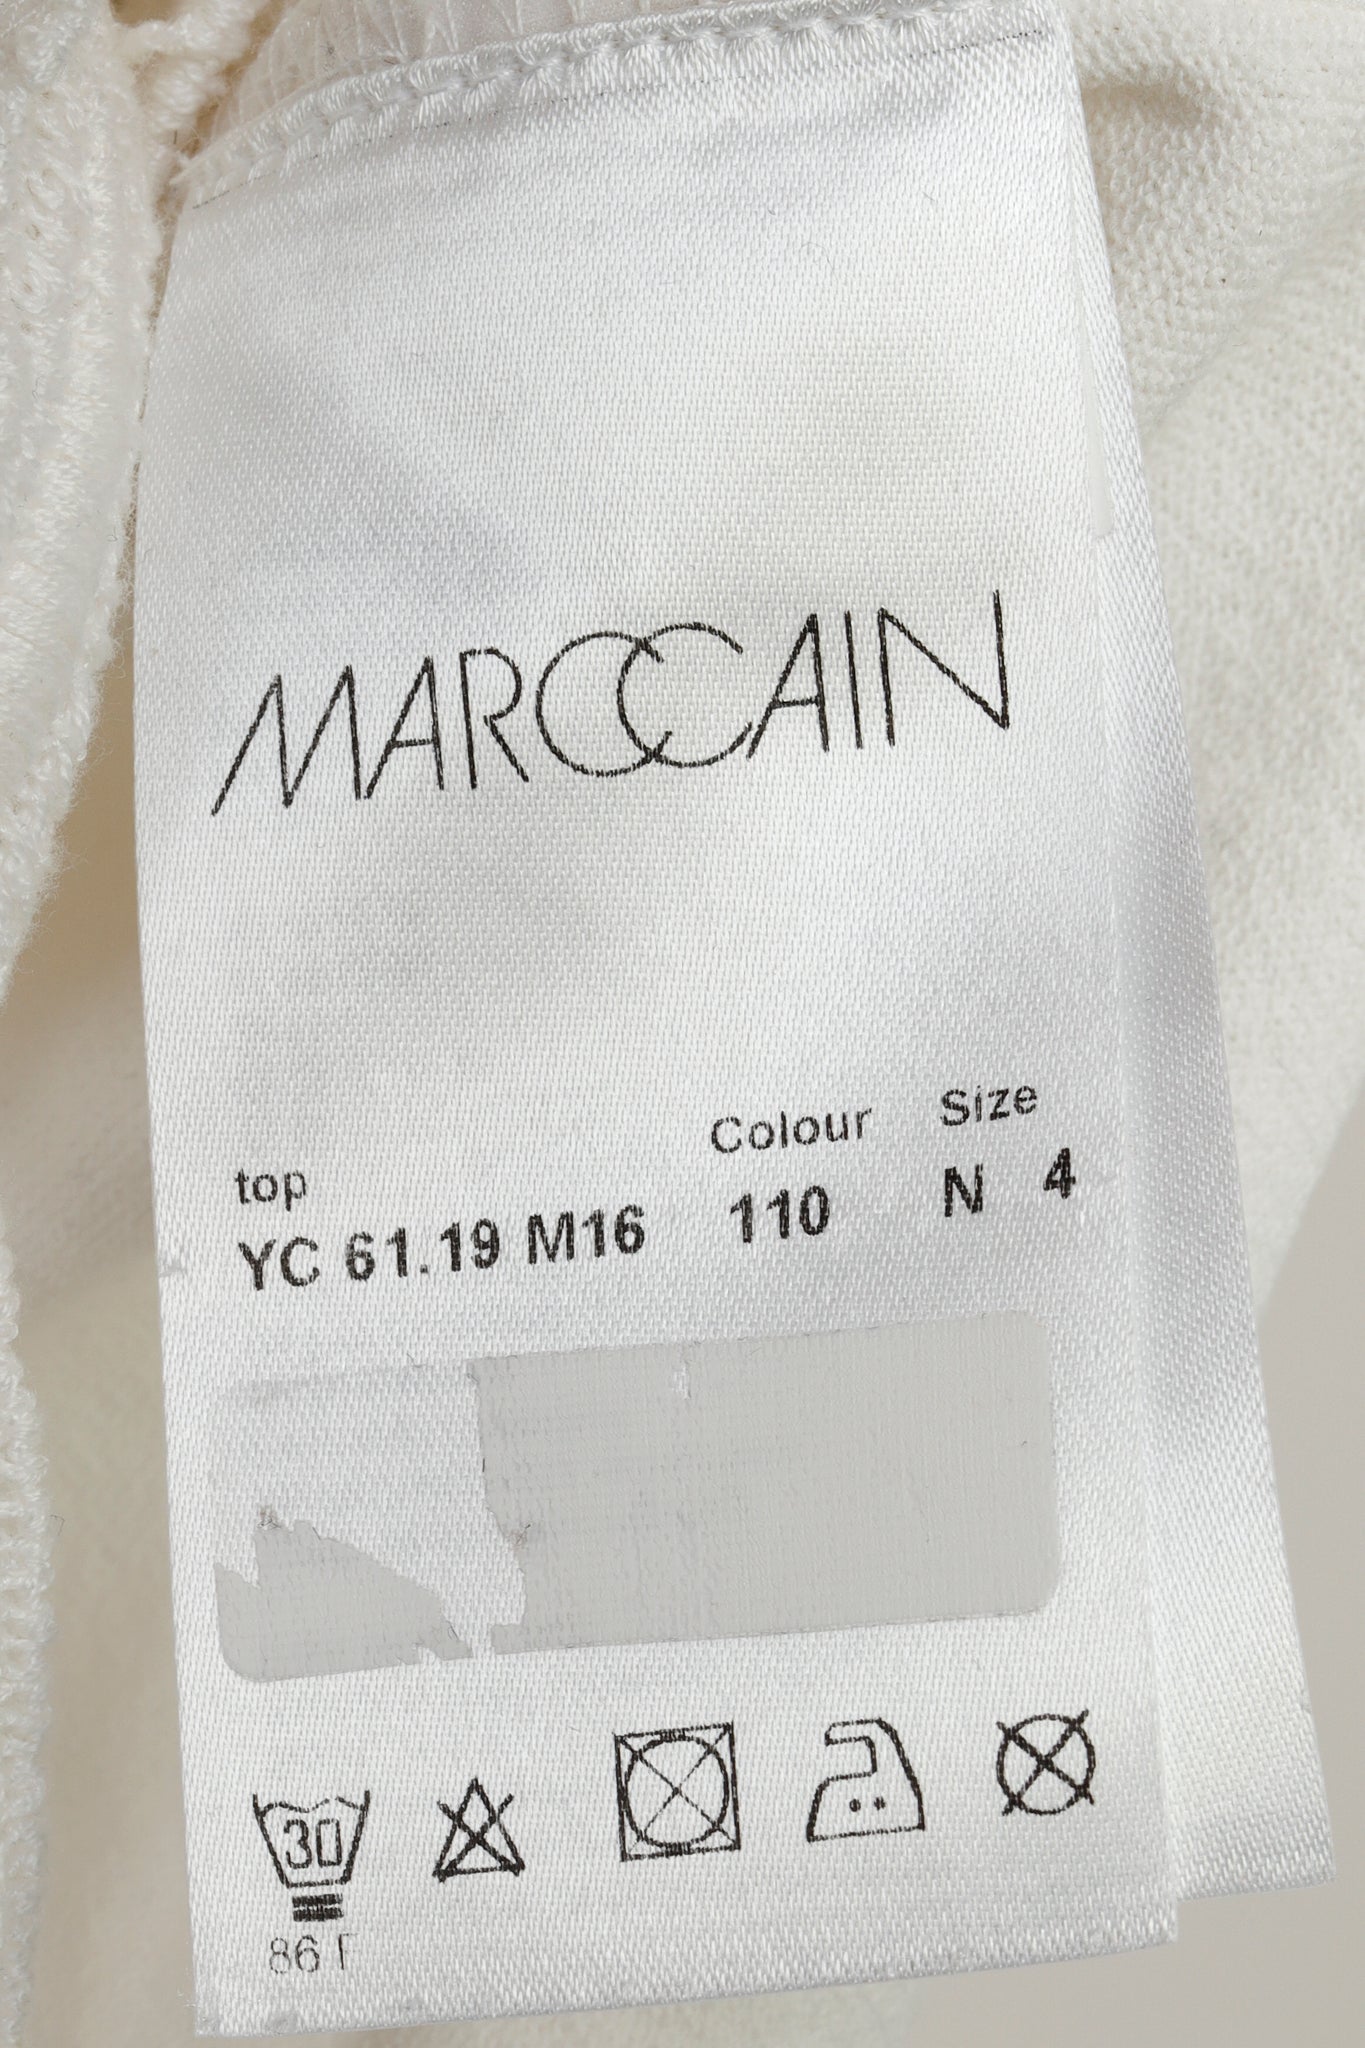 MARCCAIN
Colour Size
top
YC 61.19 M16 110 N 4
30
86 F